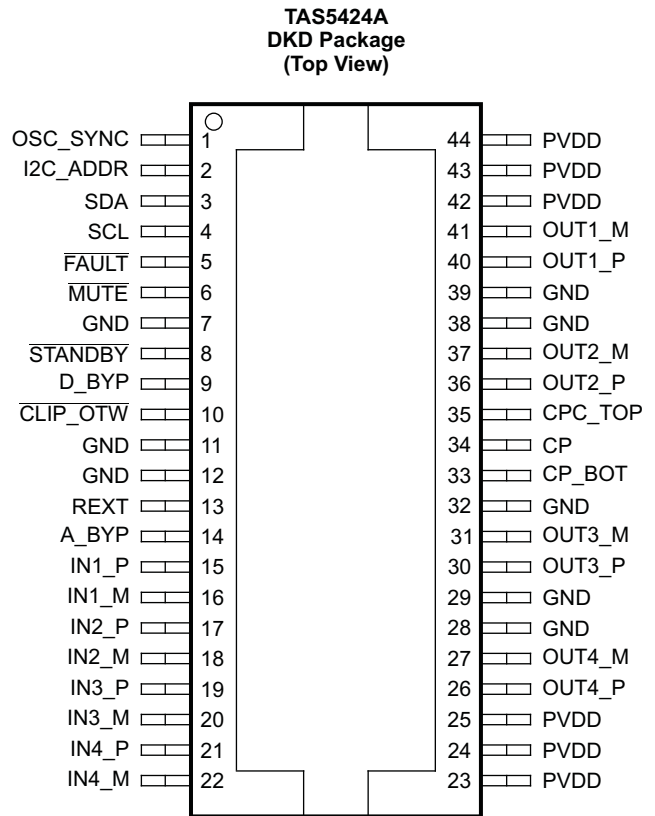 TAS5424A
DKD Package
(Top View)
OSC_SYNC 1 44 PVDD
I2C_ADDR 2 43 PVDD
SDA 3 42 PVDD
SCL 4 41 OUT1_M
FAULT 5 40 OUT1_P
MUTE 6 39 GND
GND 7 38 GND
STANDBY 8 37 OUT2_M
D_BYP 9 36 OUT2_P
CLIP_OTW 10 35 CPC_TOP
GND 11 34 CP
GND 12 33 CP_BOT
REXT 13 32 GND
A_BYP 14 31 OUT3_M
IN1_P 15 30 OUT3_P
IN1_M 16 29 GND
IN2_P 17 28 GND
IN2_M 18 27 OUT4_M
IN3_P 19 26 OUT4_P
IN3_M 20 25 PVDD
IN4_P 21 24 PVDD
IN4_M 22 23 PVDD